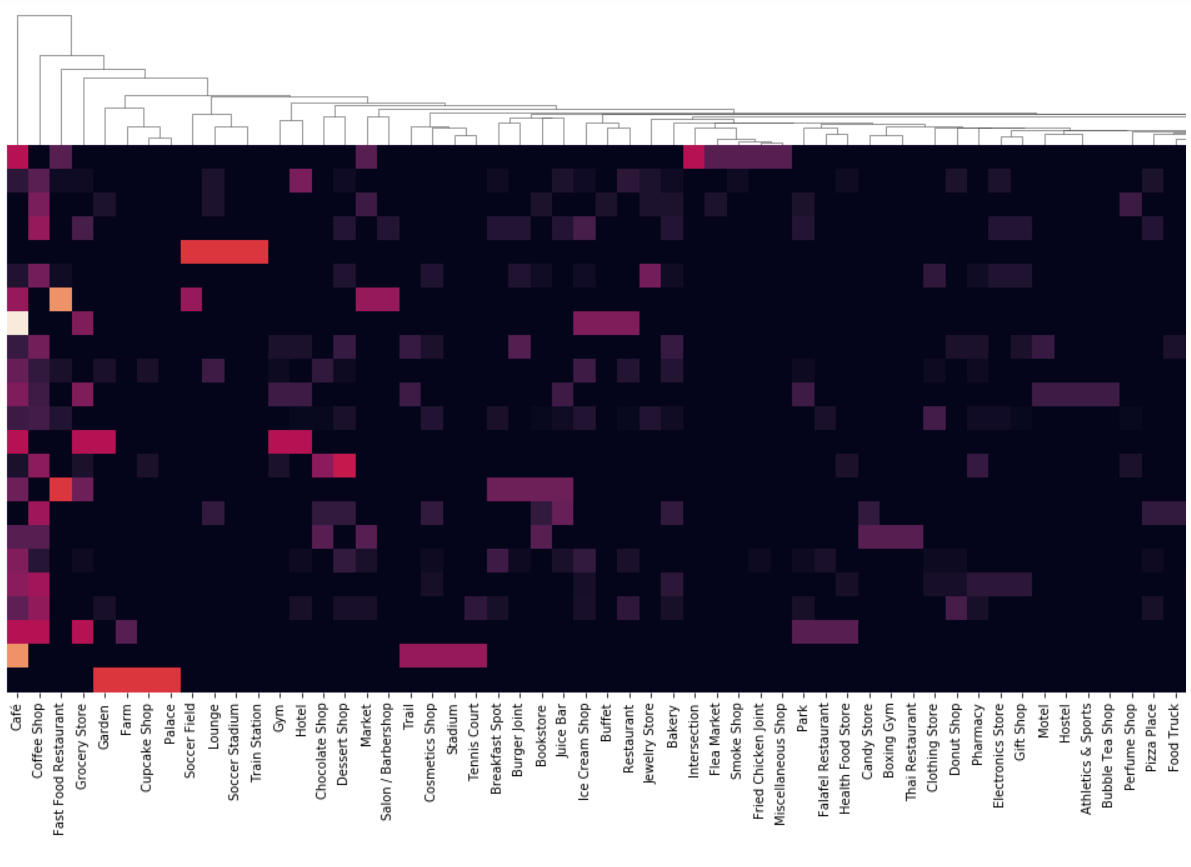 Café
Coffee Shop
Fast Food Restaurant
Grocery Store
Garden
Farm
Cupcake Shop
Palace
Soccer Field
Lounge
Soccer Stadium
Train Station
Gym
Hotel
Chocolate Shop
Dessert Shop
Market
Salon / Barbershop
Trail
Cosmetics Shop
Stadium
Tennis Court
Breakfast Spot
Burger Joint
Bookstore
Juice Bar
Ice Cream Shop
Buffet
Restaurant
Jewelry Store
Bakery
Intersection
Flea Market
Smoke Shop
Fried Chicken Joint
Miscellaneous Shop
Park
Falafel Restaurant
Health Food Store
Candy Store
Boxing Gym
Thai Restaurant
Clothing Store
Donut Shop
Pharmacy
Electronics Store
Gift Shop
Motel
Hostel
Athletics & Sports
Bubble Tea Shop
Perfume Shop
Pizza Place
Food Truck